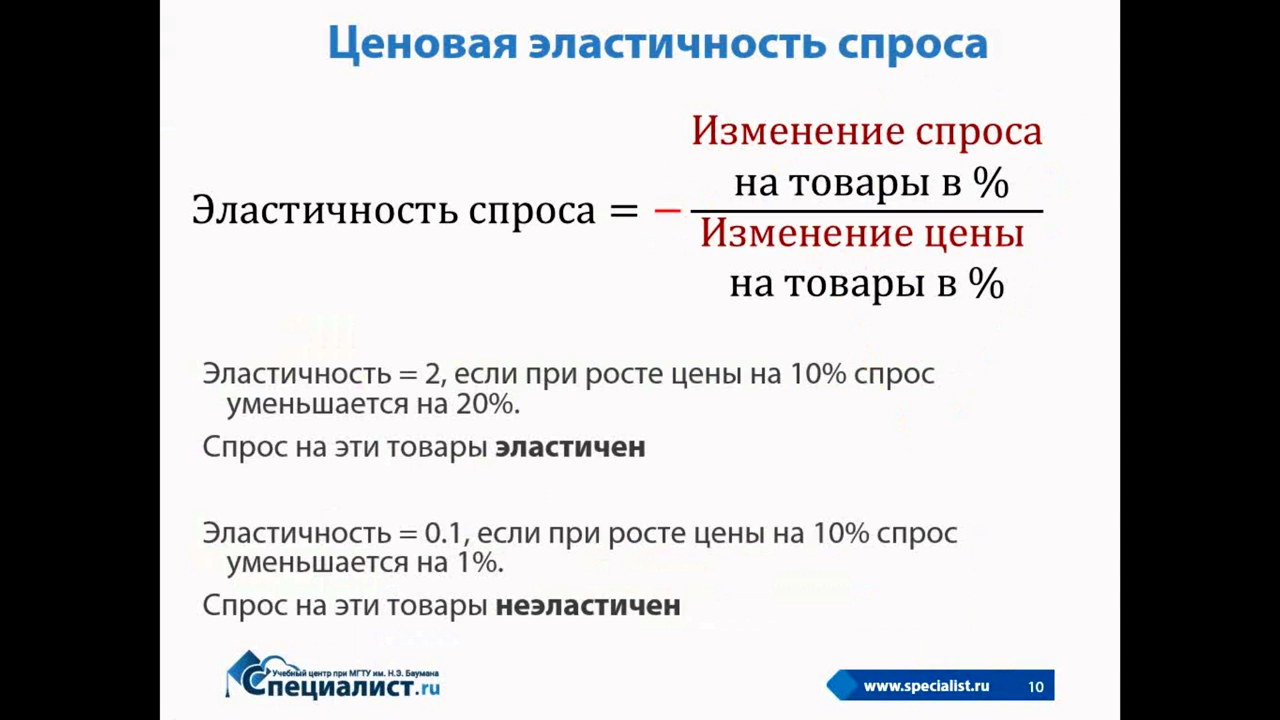 Ценовая эластичность спроса
Изменение спроса
на товары в %
Эластичность спроса = −
Изменение цены
на товары в %
Эластичность = 2, если при росте цены на 10% спрос
уменьшается на 20%.
Спрос на эти товары эластичен
Эластичность = 0.1, если при росте цены на 10% спрос
уменьшается на 1%.
Спрос на эти товары неэластичен
Учебный центр при МГТУ им. Н.Э. Баумана
Специалист.ru
www.specialist.ru
10